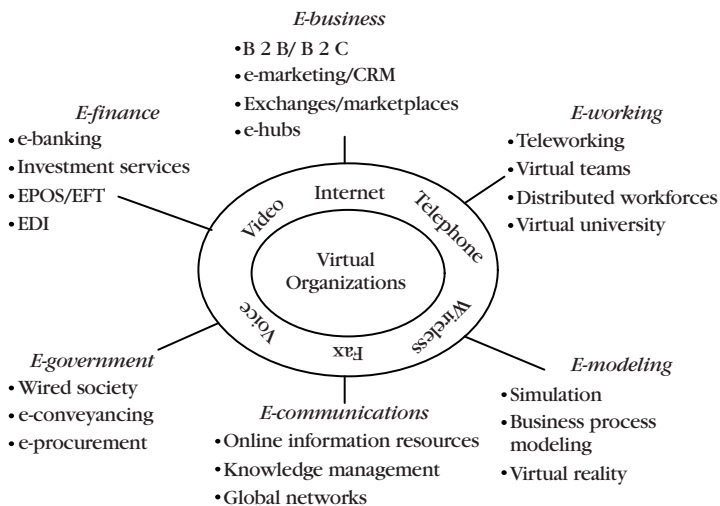 E-business
• B 2 B/ B 2 C
• e-marketing/CRM
• Exchanges/marketplaces
• e-hubs
E-finance
• e-banking
• Investment services
• EPOS/EFT
• EDI
E-working
• Teleworking
• Virtual teams
• Distributed workforces
• Virtual university
Internet
Video
Telephone
Virtual
Organizations
Voice
Fax
Wireless
E-government
• Wired society
• e-conveyancing
• e-procurement
E-communications
• Online information resources
• Knowledge management
• Global networks
E-modeling
• Simulation
• Business process
modeling
• Virtual reality